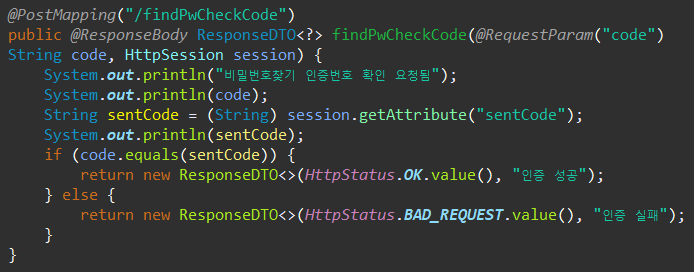 @PostMapping("/findPwCheckCode")
public @ResponseBody ResponseDTO<?> findPwCheckCode(@RequestParam("code")
String code, HttpSession session) {
    System.out.println("비밀번호찾기 인증번호 확인 요청됨");
    System.out.println(code);
    String sentCode = (String) session.getAttribute("sentCode");
    System.out.println(sentCode);
    if (code.equals(sentCode)) {
        return new ResponseDTO<>(HttpStatus.OK.value(), "인증 성공");
    } else {
        return new ResponseDTO<>(HttpStatus.BAD_REQUEST.value(), "인증 실패");
    }
}